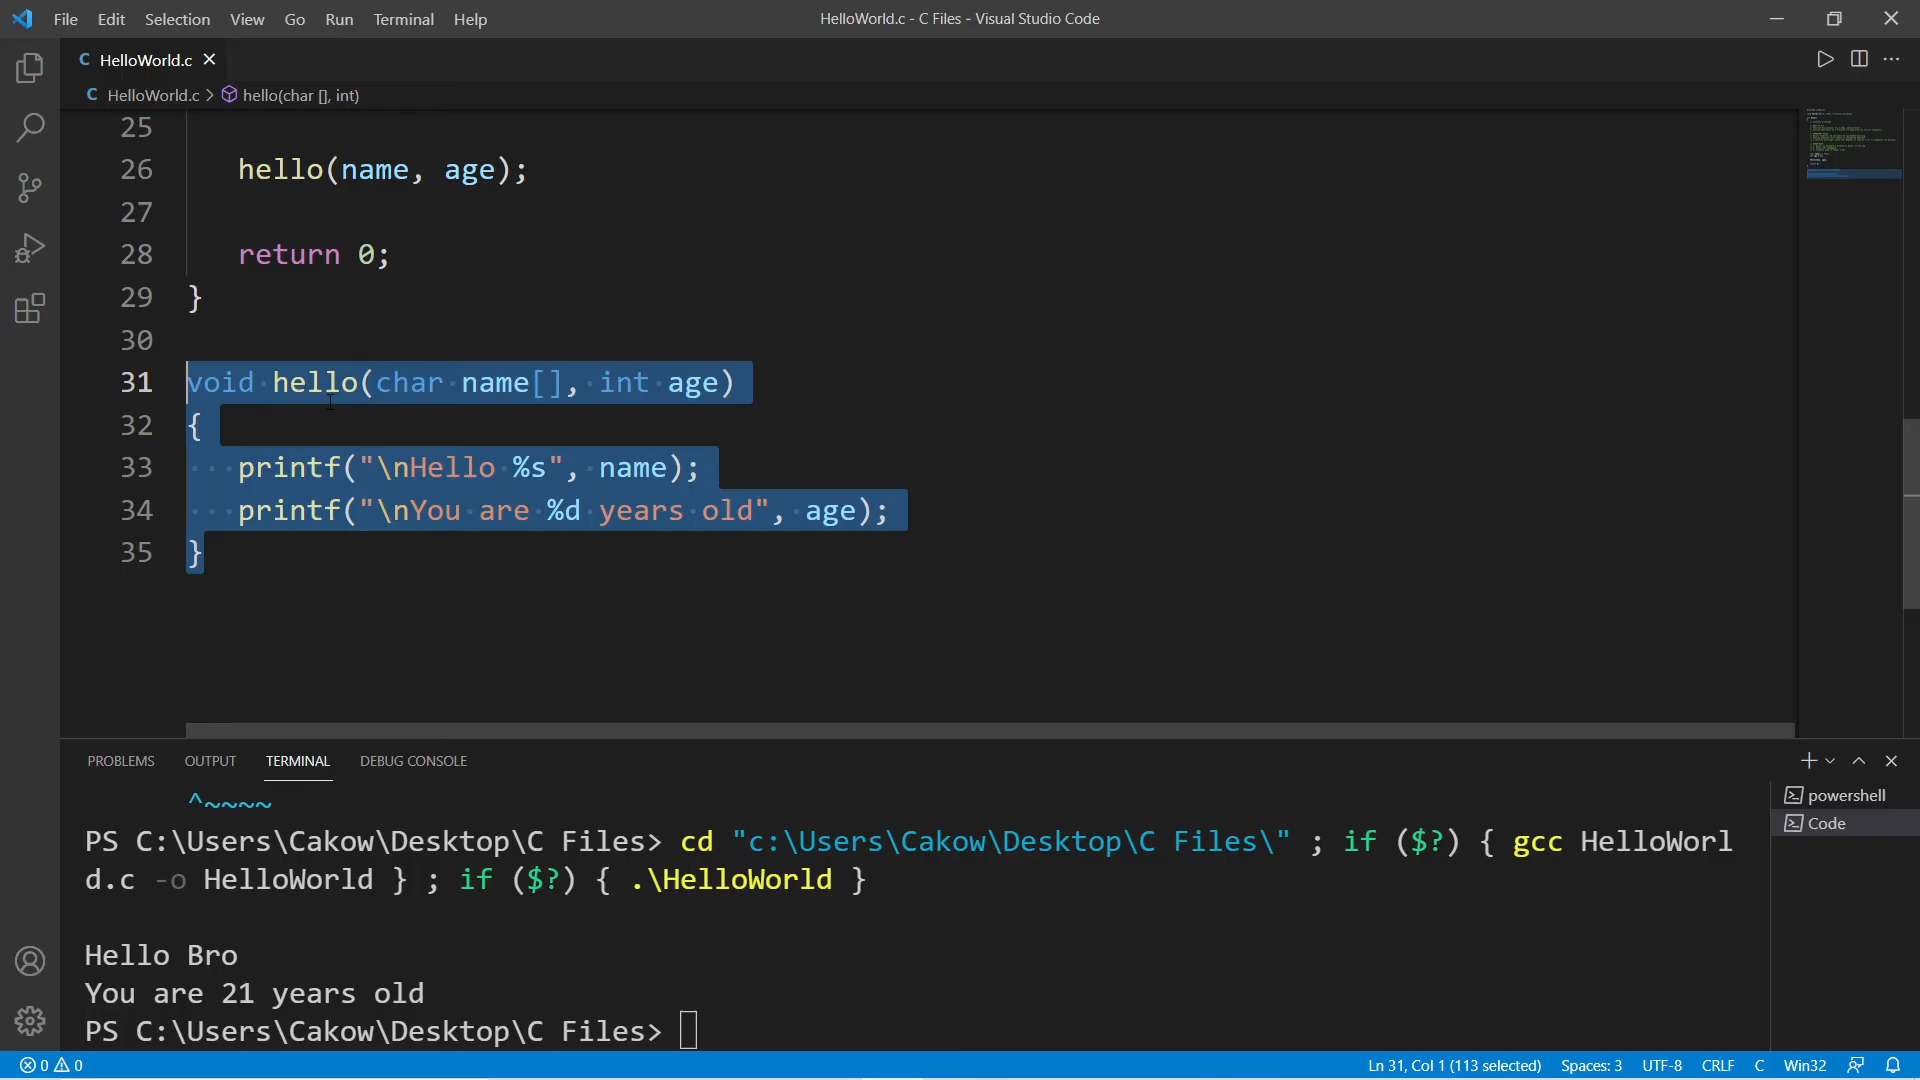 File Edit Selection View Go Run Terminal Help
HelloWorld.c - C Files - Visual Studio Code
C HelloWorld.c
C HelloWorld.c > hello(char [], int)
25
26 hello(name, age);
27
28 return 0;
29 }
30
31 void hello(char name[], int age)
32 {
33 printf("\nHello %s", name);
34 printf("\nYou are %d years old", age);
35 }
PROBLEMS OUTPUT TERMINAL DEBUG CONSOLE
powershell
Code
^~~~~
PS C:\Users\Cakow\Desktop\C Files> cd "c:\Users\Cakow\Desktop\C Files\" ; if ($?) { gcc HelloWorl
d.c -o HelloWorld } ; if ($?) { .\HelloWorld }
Hello Bro
You are 21 years old
PS C:\Users\Cakow\Desktop\C Files>
0 0 Ln 31, Col 1 (113 selected) Spaces: 3 UTF-8 CRLF C Win32